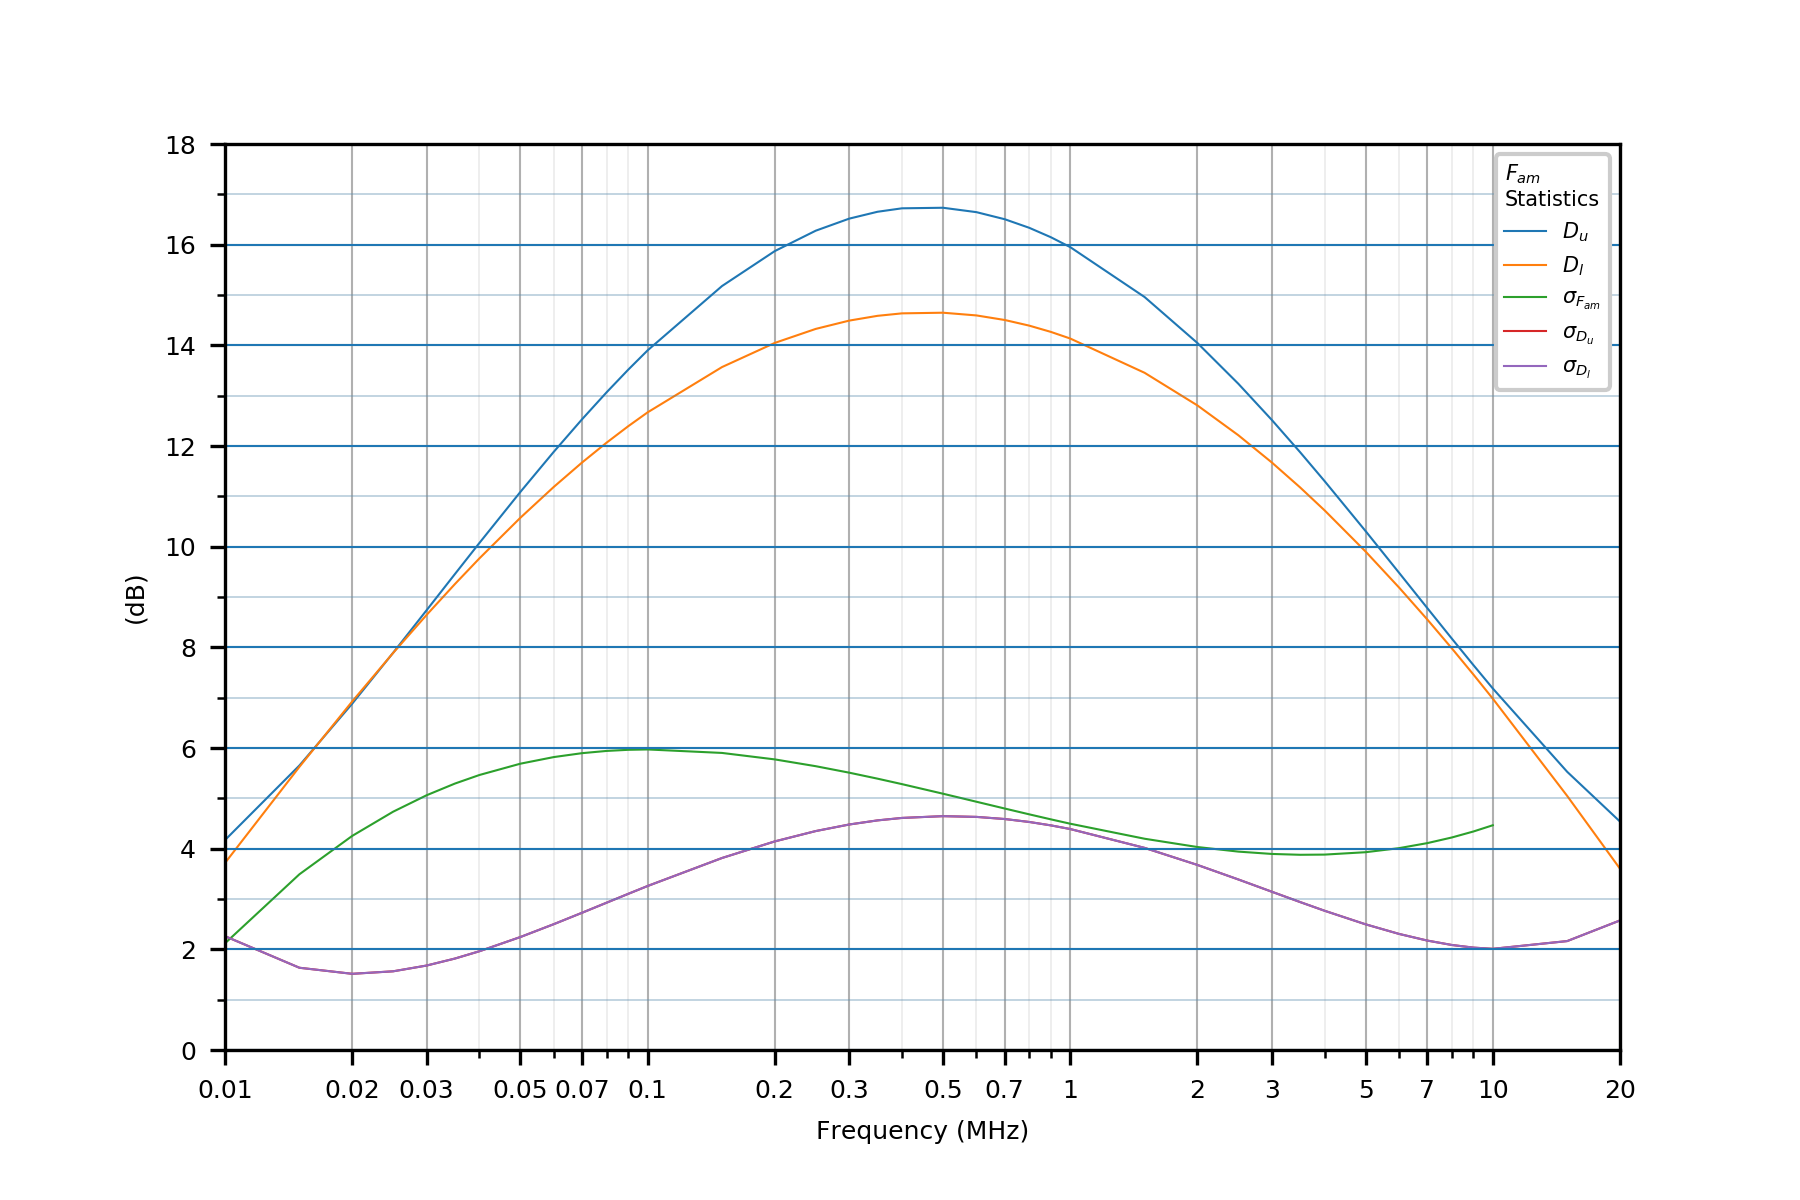 18
16
14
12
10
8
6
4
2
0
(dB)
F_am
Statistics
D_u
D_l
σ_F_am
σ_D_u
σ_D_l
0.01 0.02 0.03 0.05 0.07 0.1 0.2 0.3 0.5 0.7 1 2 3 5 7 10 20
Frequency (MHz)